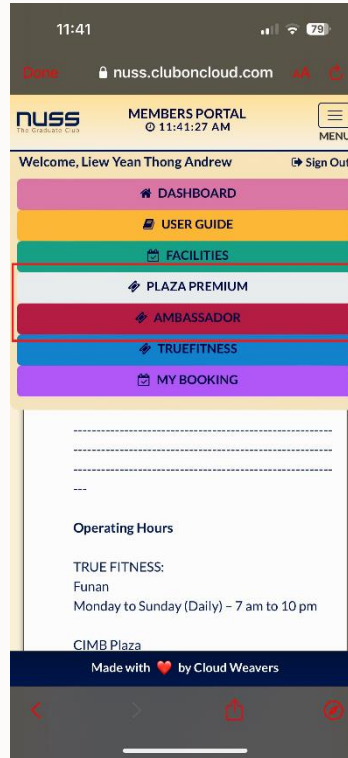 11:41
79
Done
nuss.cluboncloud.com
AA
nuss
The Graduate Club
MEMBERS PORTAL
11:41:27 AM
MENU
Welcome, Liew Yean Thong Andrew
Sign Out
DASHBOARD
USER GUIDE
FACILITIES
PLAZA PREMIUM
AMBASSADOR
TRUEFITNESS
MY BOOKING
--------------------------------------------------------
--------------------------------------------------------
--------------------------------------------------------
---
Operating Hours
TRUE FITNESS:
Funan
Monday to Sunday (Daily) – 7 am to 10 pm
CIMB Plaza
Made with ❤️ by Cloud Weavers